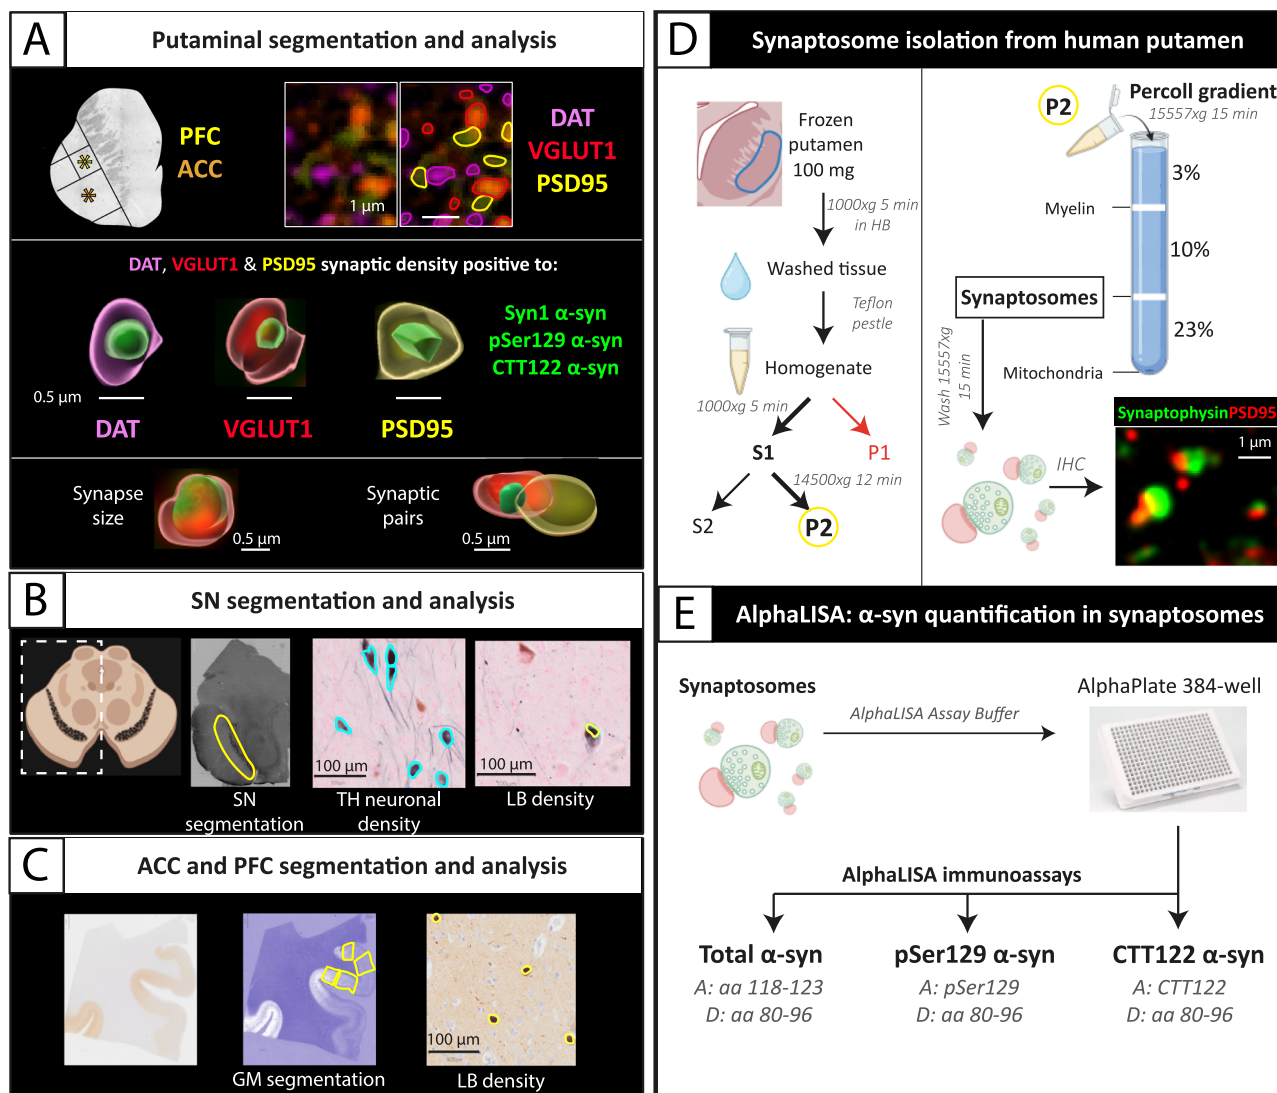 A
Putaminal segmentation and analysis
PFC
ACC
1 µm
DAT
VGLUT1
PSD95
DAT, VGLUT1 & PSD95 synaptic density positive to:
Syn1 α-syn
pSer129 α-syn
CTT122 α-syn
0.5 µm
DAT
VGLUT1
PSD95
Synapse
size
0.5 µm
Synaptic
pairs
0.5 µm
B
SN segmentation and analysis
SN
segmentation
100 µm
TH neuronal
density
100 µm
LB density
C
ACC and PFC segmentation and analysis
GM segmentation
100 µm
LB density
D
Synaptosome isolation from human putamen
Frozen
putamen
100 mg
1000xg 5 min
in HB
Washed tissue
Teflon
pestle
Homogenate
1000xg 5 min
S1
P1
14500xg 12 min
S2
P2
P2
Percoll gradient
15557xg 15 min
3%
Myelin
10%
Synaptosomes
23%
Mitochondria
Wash 15557xg
15 min
IHC
SynaptophysinPSD95
1 µm
E
AlphaLISA: α-syn quantification in synaptosomes
Synaptosomes
AlphaLISA Assay Buffer
AlphaPlate 384-well
AlphaLISA immunoassays
Total α-syn
A: aa 118-123
D: aa 80-96
pSer129 α-syn
A: pSer129
D: aa 80-96
CTT122 α-syn
A: CTT122
D: aa 80-96